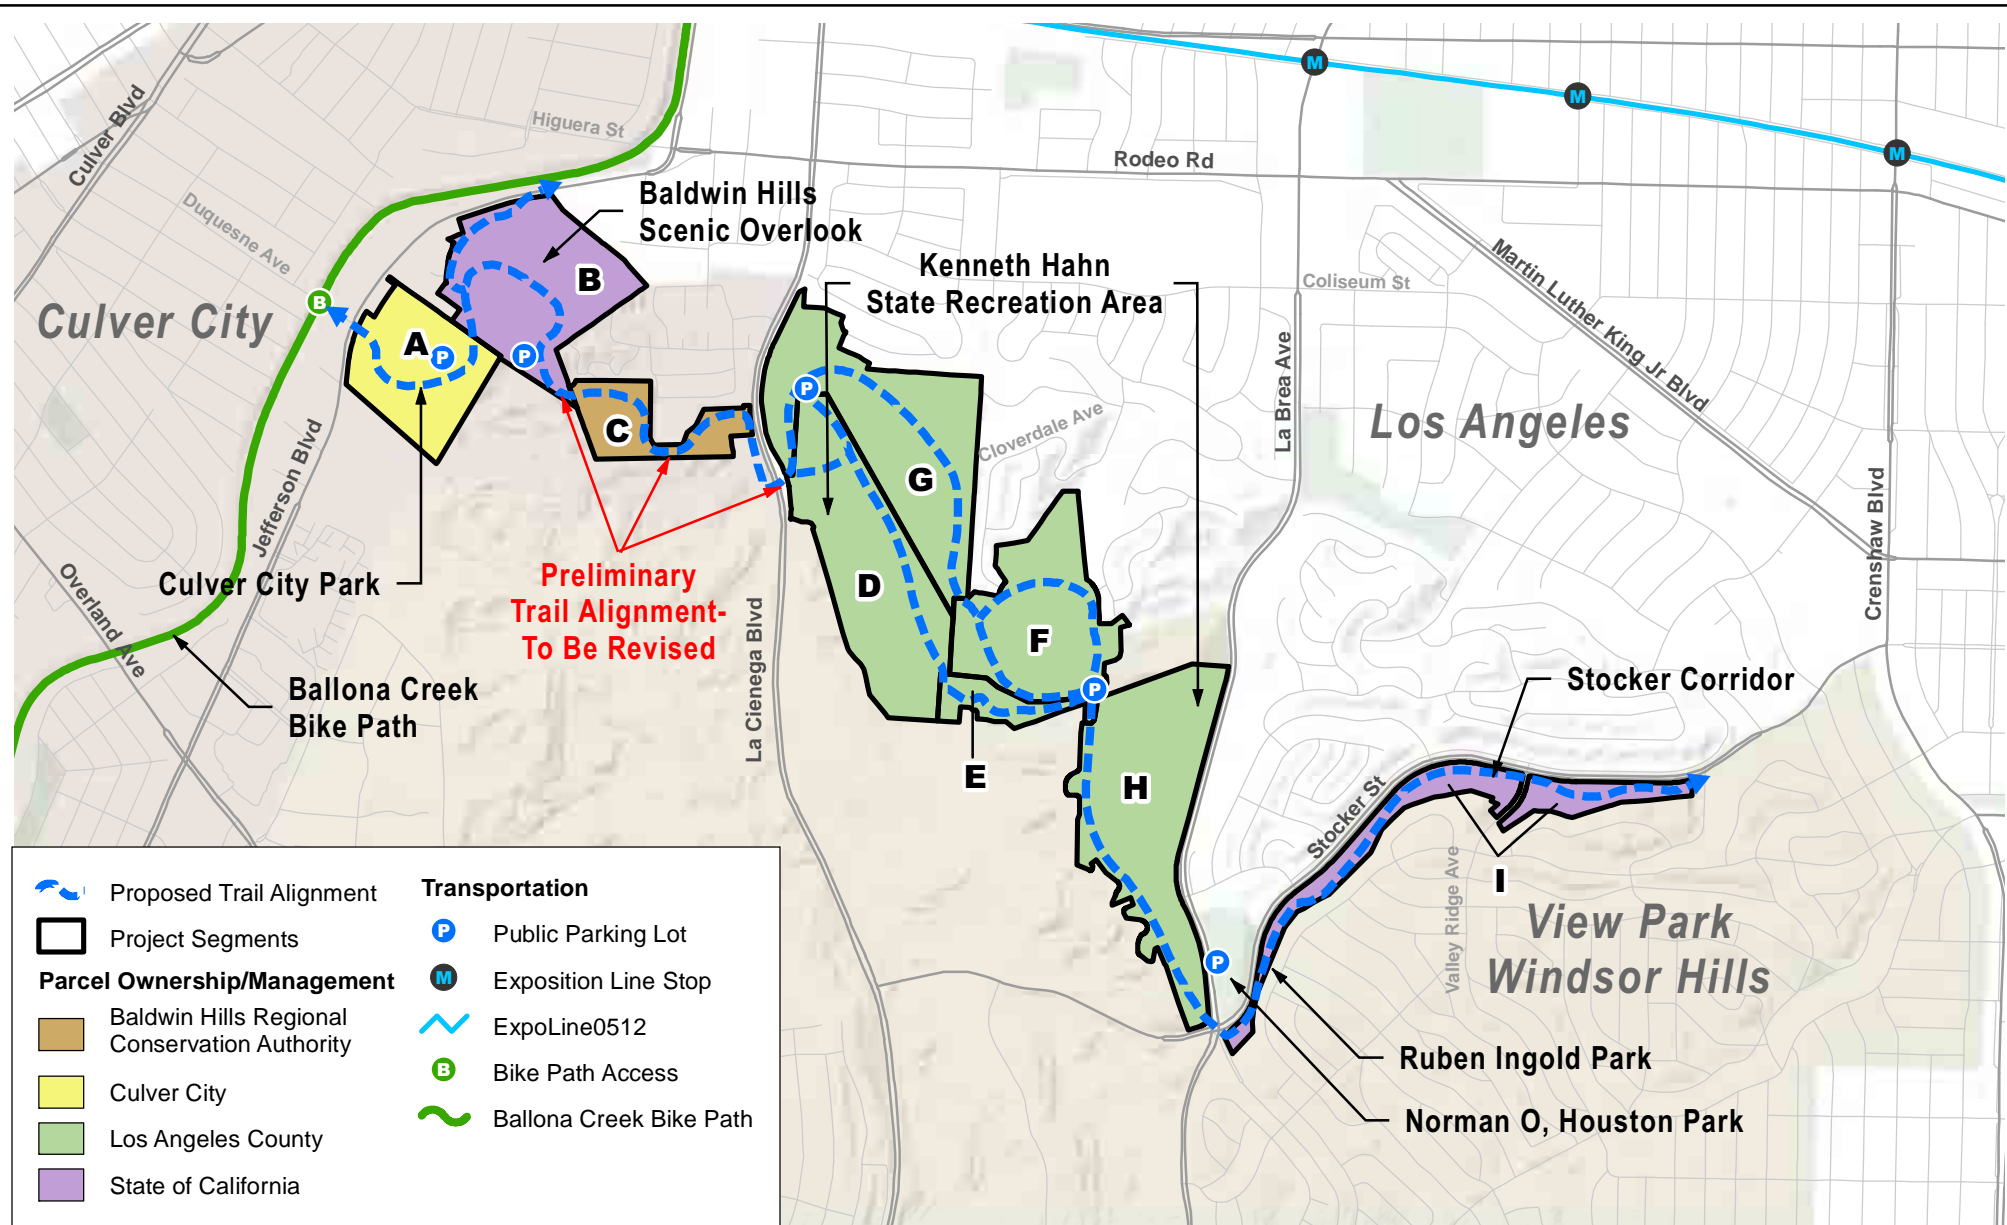 M
M
M
Culver Blvd
Higuera St
Rodeo Rd
Duquesne Ave
Baldwin Hills
Scenic Overlook
Kenneth Hahn
State Recreation Area
Coliseum St
Martin Luther King Jr Blvd
B
Culver City
A
P
B
P
C
P
G
Cloverdale Ave
La Brea Ave
Los Angeles
Crenshaw Blvd
Jefferson Blvd
Overland Ave
Culver City Park
Preliminary
Trail Alignment-
To Be Revised
La Cienega Blvd
D
F
P
E
H
Ballona Creek
Bike Path
Stocker Corridor
Stocker St
Valley Ridge Ave
I
View Park
Windsor Hills
P
Ruben Ingold Park
Norman O, Houston Park
Proposed Trail Alignment
Project Segments
Parcel Ownership/Management
Baldwin Hills Regional
Conservation Authority
Culver City
Los Angeles County
State of California
Transportation
P Public Parking Lot
M Exposition Line Stop
ExpoLine0512
B Bike Path Access
Ballona Creek Bike Path